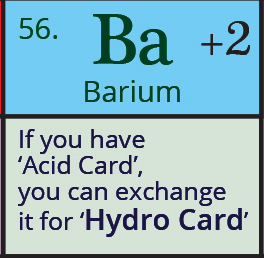 56. Ba +2
Barium
If you have
‘Acid Card’,
you can exchange
it for ‘Hydro Card’